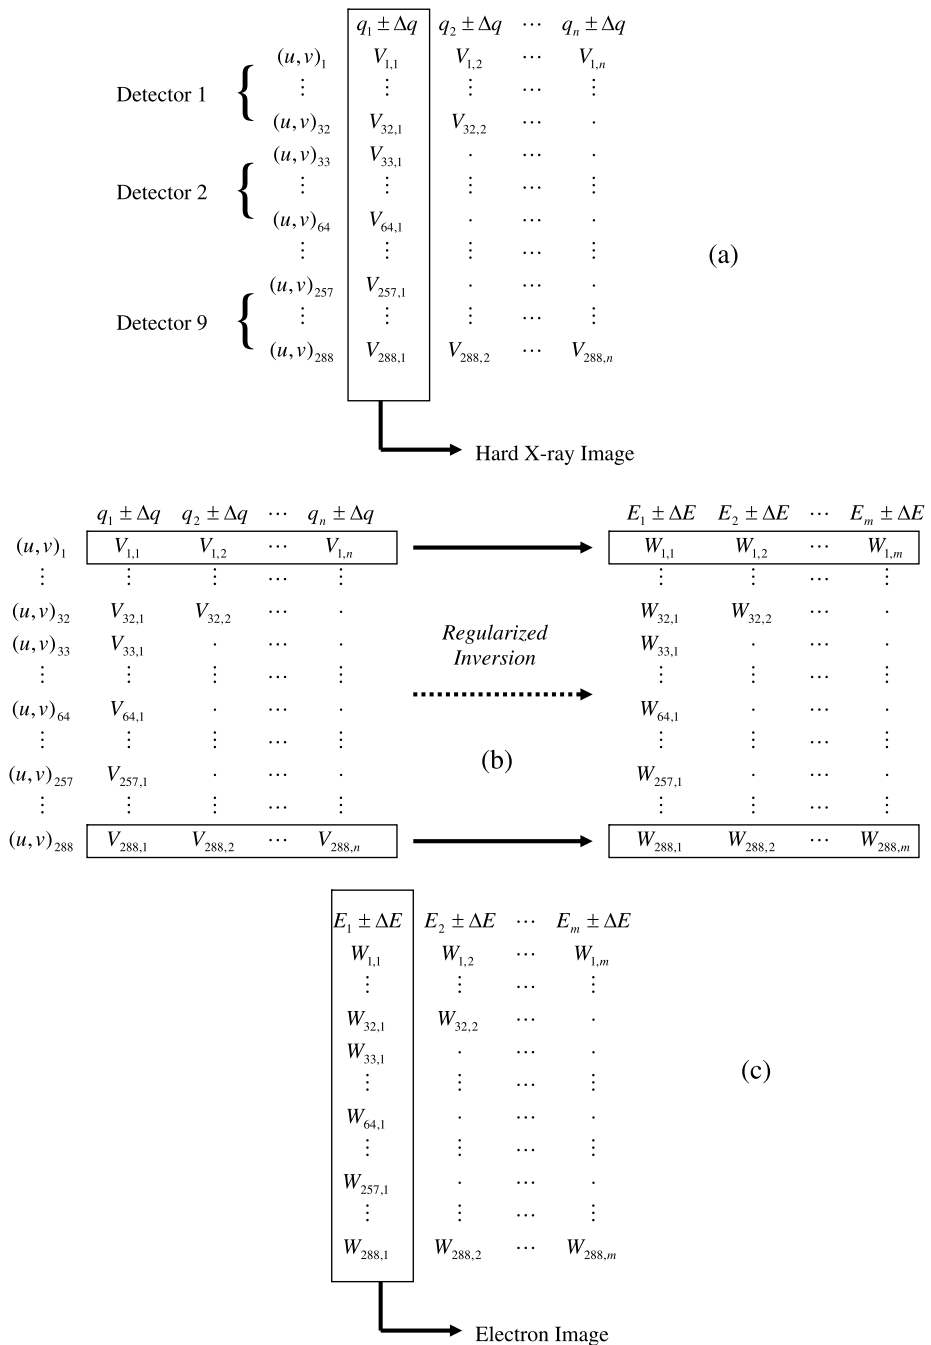 q₁ ± Δq q₂ ± Δq ⋯ qₙ ± Δq
(u,v)₁ V₁,₁ V₁,₂ ⋯ V₁,ₙ
Detector 1 { ⋮ ⋮ ⋮ ⋯ ⋮
(u,v)₃₂ V₃₂,₁ V₃₂,₂ ⋯ .
(u,v)₃₃ V₃₃,₁ . ⋯ .
Detector 2 { ⋮ ⋮ ⋮ ⋯ ⋮
(u,v)₆₄ V₆₄,₁ . ⋯ .
⋮ ⋮ ⋮ ⋯ ⋮
(a)
(u,v)₂₅₇ V₂₅₇,₁ . ⋯ .
Detector 9 { ⋮ ⋮ ⋮ ⋯ ⋮
(u,v)₂₈₈ V₂₈₈,₁ V₂₈₈,₂ ⋯ V₂₈₈,ₙ
Hard X-ray Image
q₁ ± Δq q₂ ± Δq ⋯ qₙ ± Δq E₁ ± ΔE E₂ ± ΔE ⋯ Eₘ ± ΔE
(u,v)₁ V₁,₁ V₁,₂ ⋯ V₁,ₙ W₁,₁ W₁,₂ ⋯ W₁,ₘ
⋮ ⋮ ⋮ ⋯ ⋮ ⋮ ⋮ ⋯ ⋮
(u,v)₃₂ V₃₂,₁ V₃₂,₂ ⋯ . W₃₂,₁ W₃₂,₂ ⋯ .
Regularized
(u,v)₃₃ V₃₃,₁ . ⋯ . W₃₃,₁ . ⋯ .
Inversion
⋮ ⋮ ⋮ ⋯ ⋮ ⋮ ⋮ ⋯ ⋮
(u,v)₆₄ V₆₄,₁ . ⋯ . W₆₄,₁ . ⋯ .
⋮ ⋮ ⋮ ⋯ ⋮ ⋮ ⋮ ⋯ ⋮
(b)
(u,v)₂₅₇ V₂₅₇,₁ . ⋯ . W₂₅₇,₁ . ⋯ .
⋮ ⋮ ⋮ ⋯ ⋮ ⋮ ⋮ ⋯ ⋮
(u,v)₂₈₈ V₂₈₈,₁ V₂₈₈,₂ ⋯ V₂₈₈,ₙ W₂₈₈,₁ W₂₈₈,₂ ⋯ W₂₈₈,ₘ
E₁ ± ΔE E₂ ± ΔE ⋯ Eₘ ± ΔE
W₁,₁ W₁,₂ ⋯ W₁,ₘ
⋮ ⋮ ⋯ ⋮
W₃₂,₁ W₃₂,₂ ⋯ .
W₃₃,₁ . ⋯ .
(c)
⋮ ⋮ ⋯ ⋮
W₆₄,₁ . ⋯ .
⋮ ⋮ ⋯ ⋮
W₂₅₇,₁ . ⋯ .
⋮ ⋮ ⋯ ⋮
W₂₈₈,₁ W₂₈₈,₂ ⋯ W₂₈₈,ₘ
Electron Image